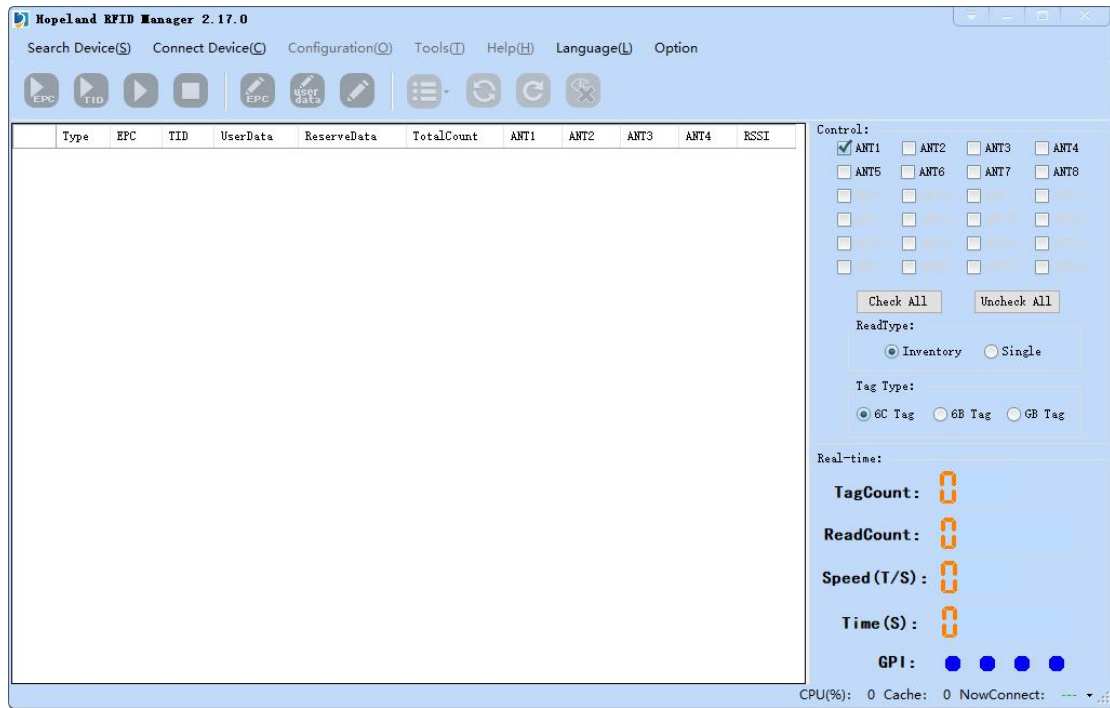 Hopeland RFID Manager 2.17.0
Search Device(S) Connect Device(C) Configuration(O) Tools(T) Help(H) Language(L) Option
EPC TID EPC user data
Type EPC TID UserData ReserveData TotalCount ANT1 ANT2 ANT3 ANT4 RSSI
Control:
ANT1 ANT2 ANT3 ANT4
ANT5 ANT6 ANT7 ANT8
Check All Uncheck All
ReadType:
Inventory Single
Tag Type:
6C Tag 6B Tag GB Tag
Real-time:
TagCount: 0
ReadCount: 0
Speed(T/S): 0
Time(S): 0
GPI:
CPU(%): 0 Cache: 0 NowConnect: ---